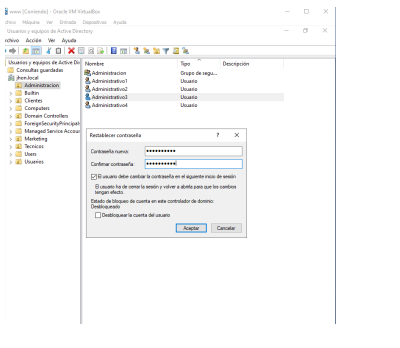 www [Corriendo] - Oracle VM VirtualBox
Archivo Máquina Ver Entrada Dispositivos Ayuda
Usuarios y equipos de Active Directory
Archivo Acción Ver Ayuda
Usuarios y equipos de Active Di
Consultas guardadas
jhon.local
Administracion
Builtin
Clientes
Computers
Domain Controllers
ForeignSecurityPrincipals
Managed Service Accoun
Marketing
Tecnicos
Users
Usuarios
Nombre Tipo Descripción
Administracion Grupo de segu...
Administrativo1 Usuario
Administrativo2 Usuario
Administrativo3 Usuario
Administrativo4 Usuario
Restablecer contraseña ? X
Contraseña nueva: ••••••••••
Confirmar contraseña: ••••••••••
El usuario debe cambiar la contraseña en el siguiente inicio de sesión
El usuario ha de cerrar la sesión y volver a abrirla para que los cambios
tengan efecto.
Estado de bloqueo de cuenta en este controlador de dominio:
Desbloqueado
Desbloquear la cuenta del usuario
Aceptar Cancelar